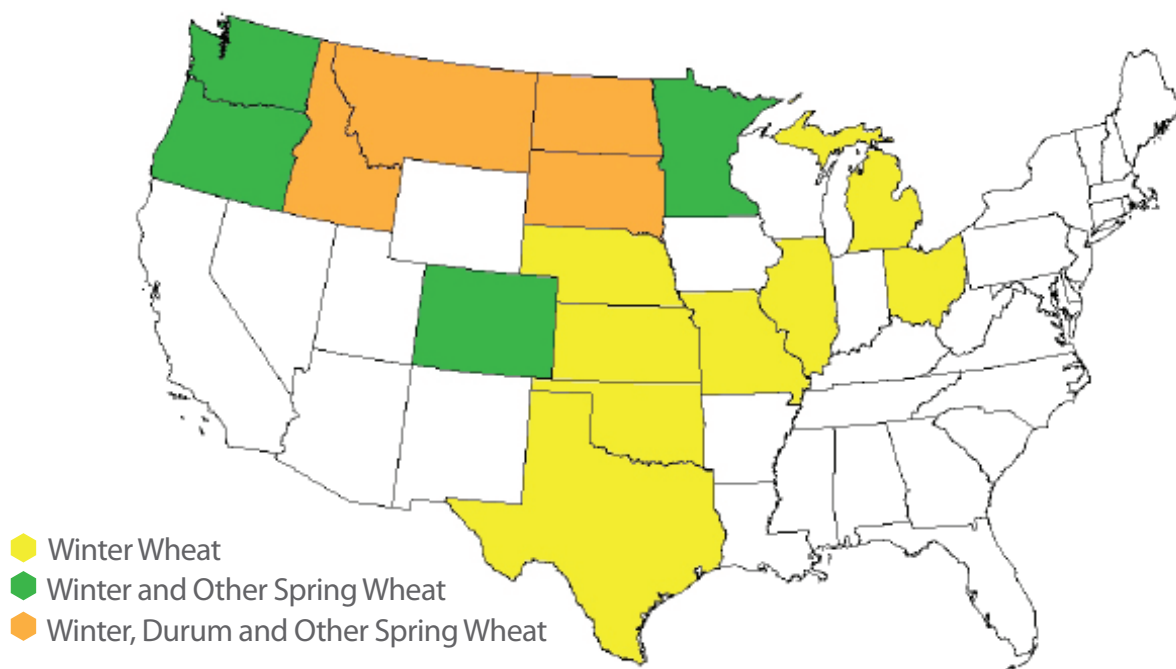 Winter Wheat
Winter and Other Spring Wheat
Winter, Durum and Other Spring Wheat